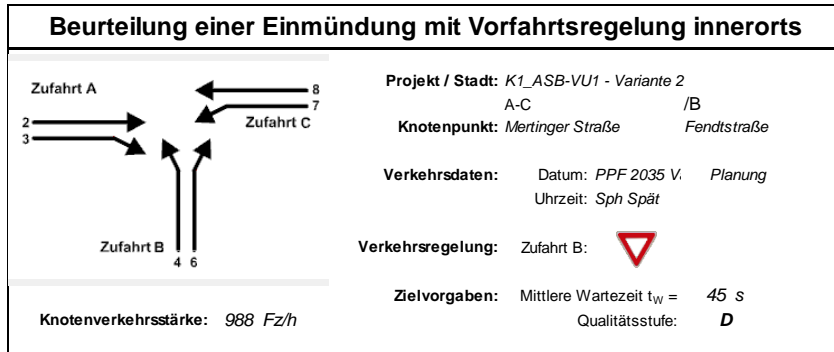 Beurteilung einer Einmündung mit Vorfahrtsregelung innerorts
Zufahrt A
8
7
Zufahrt C
2
3
Zufahrt B
4 6
Knotenverkehrsstärke: 988 Fz/h
Projekt / Stadt: K1_ASB-VU1 - Variante 2
A-C /B
Knotenpunkt: Mertinger Straße Fendtstraße
Verkehrsdaten: Datum: PPF 2035 V Planung
Uhrzeit: Sph Spät
Verkehrsregelung: Zufahrt B:
Zielvorgaben: Mittlere Wartezeit tW = 45 s
Qualitätsstufe: D